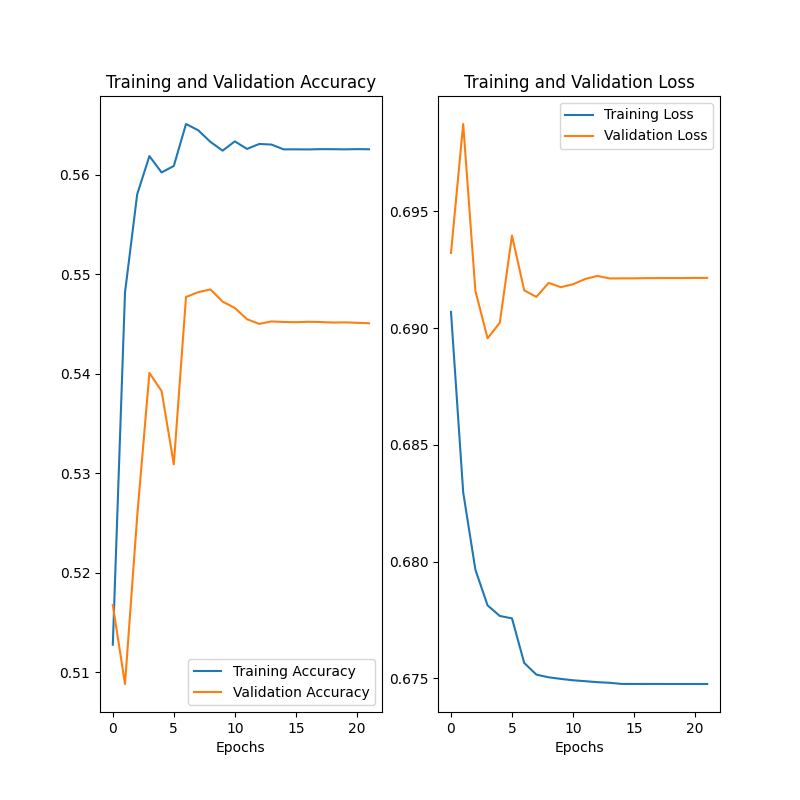 Training and Validation Accuracy
0.56
0.55
0.54
0.53
0.52
0.51
0
5
10
15
20
Epochs
Training Accuracy
Validation Accuracy
Training and Validation Loss
0.695
0.690
0.685
0.680
0.675
0
5
10
15
20
Epochs
Training Loss
Validation Loss